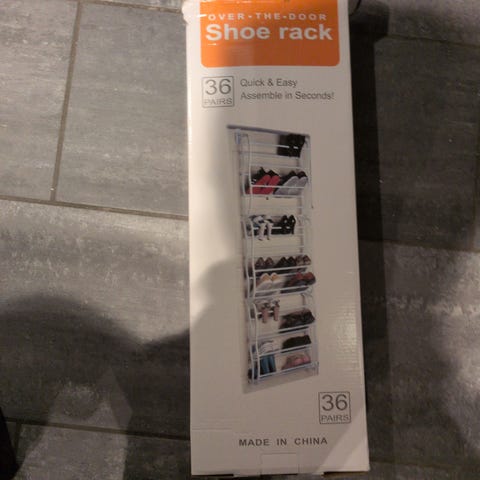 OVER-THE-DOOR
Shoe rack
36
PAIRS
Quick & Easy
Assemble in Seconds!
36
PAIRS
MADE IN CHINA